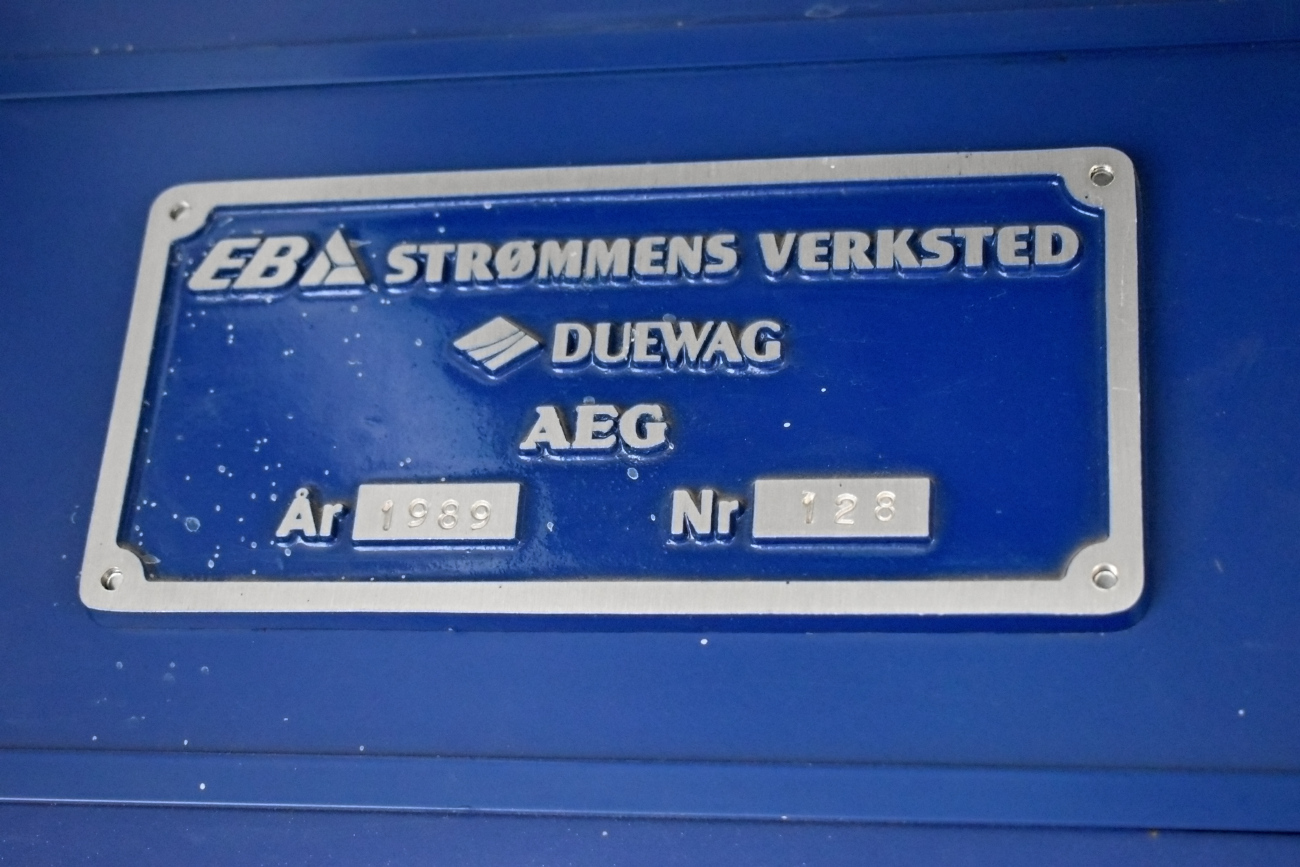 EB STRØMMENS VERKSTED
DUEWAG
AEG
År 1989 Nr 128